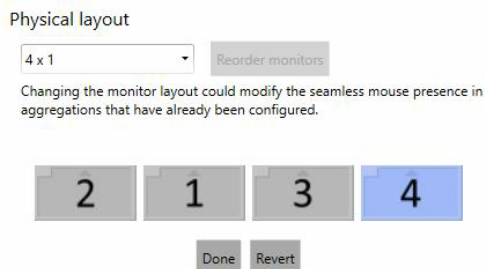 Physical layout
4 x 1 Reorder monitors
Changing the monitor layout could modify the seamless mouse presence in
aggregations that have already been configured.
2 1 3 4
Done Revert